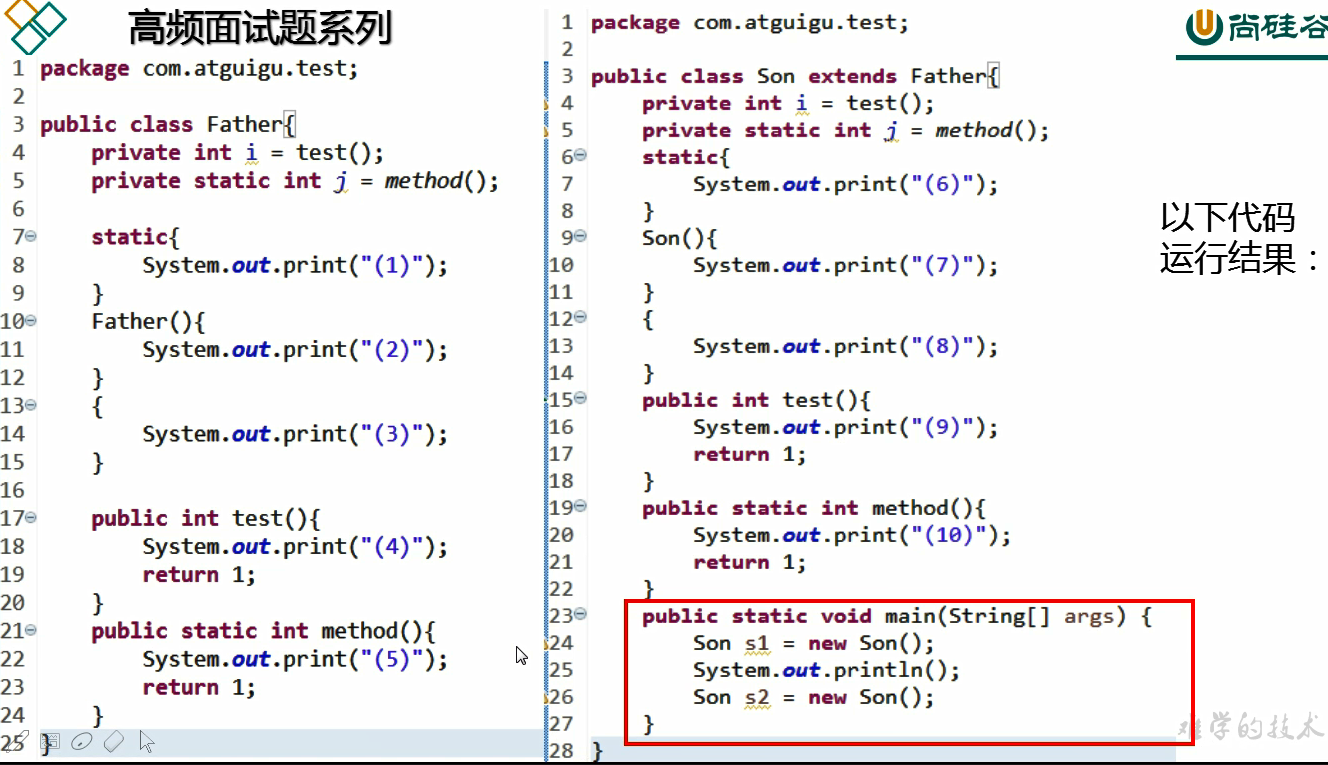 高频面试题系列
尚硅谷
1 package com.atguigu.test;
2
3 public class Father{
4     private int i = test();
5     private static int j = method();
6
7     static{
8         System.out.print("(1)");
9     }
10     Father(){
11         System.out.print("(2)");
12     }
13     {
14         System.out.print("(3)");
15     }
16
17     public int test(){
18         System.out.print("(4)");
19         return 1;
20     }
21     public static int method(){
22         System.out.print("(5)");
23         return 1;
24     }
25 }
1 package com.atguigu.test;
2
3 public class Son extends Father{
4     private int i = test();
5     private static int j = method();
6     static{
7         System.out.print("(6)");
8     }
9     Son(){
10         System.out.print("(7)");
11     }
12     {
13         System.out.print("(8)");
14     }
15     public int test(){
16         System.out.print("(9)");
17         return 1;
18     }
19     public static int method(){
20         System.out.print("(10)");
21         return 1;
22     }
23     public static void main(String[] args) {
24         Son s1 = new Son();
25         System.out.println();
26         Son s2 = new Son();
27     }
28 }
以下代码
运行结果：
难学的技术